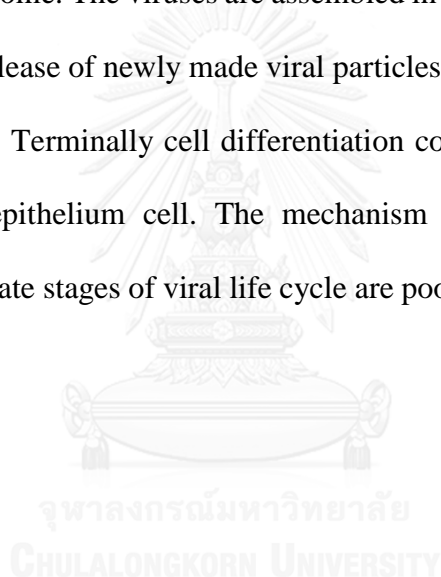 ome. The viruses are assembled in
lease of newly made viral particles
Terminally cell differentiation co
epithelium cell. The mechanism
ate stages of viral life cycle are poo
จุฬาลงกรณ์มหาวิทยาลัย
CHULALONGKORN UNIVERSITY